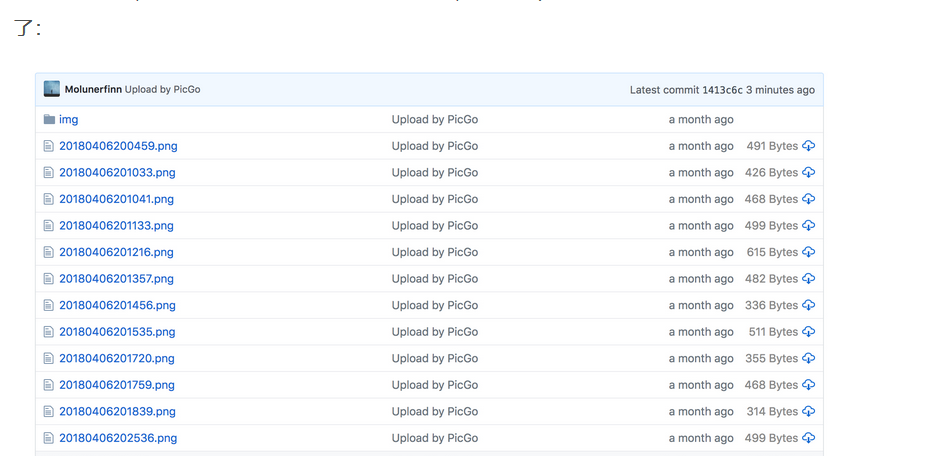 了：
Molunerfinn Upload by PicGo Latest commit 1413c6c 3 minutes ago
img Upload by PicGo a month ago
20180406200459.png Upload by PicGo a month ago 491 Bytes
20180406201033.png Upload by PicGo a month ago 426 Bytes
20180406201041.png Upload by PicGo a month ago 468 Bytes
20180406201133.png Upload by PicGo a month ago 499 Bytes
20180406201216.png Upload by PicGo a month ago 615 Bytes
20180406201357.png Upload by PicGo a month ago 482 Bytes
20180406201456.png Upload by PicGo a month ago 336 Bytes
20180406201535.png Upload by PicGo a month ago 511 Bytes
20180406201720.png Upload by PicGo a month ago 355 Bytes
20180406201759.png Upload by PicGo a month ago 468 Bytes
20180406201839.png Upload by PicGo a month ago 314 Bytes
20180406202536.png Upload by PicGo a month ago 499 Bytes